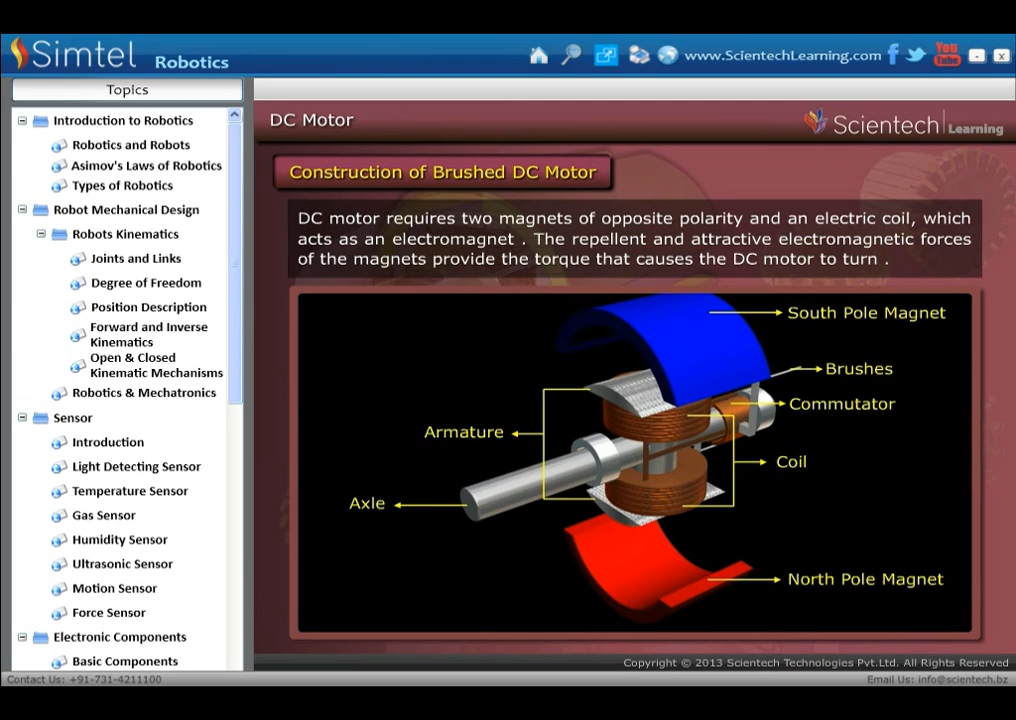 Simtel Robotics
www.ScientechLearning.com
You
Tube
Topics
Introduction to Robotics
Robotics and Robots
Asimov's Laws of Robotics
Types of Robotics
Robot Mechanical Design
Robots Kinematics
Joints and Links
Degree of Freedom
Position Description
Forward and Inverse
Kinematics
Open & Closed
Kinematic Mechanisms
Robotics & Mechatronics
Sensor
Introduction
Light Detecting Sensor
Temperature Sensor
Gas Sensor
Humidity Sensor
Ultrasonic Sensor
Motion Sensor
Force Sensor
Electronic Components
Basic Components
DC Motor
Scientech Learning
Construction of Brushed DC Motor
DC motor requires two magnets of opposite polarity and an electric coil, which
acts as an electromagnet . The repellent and attractive electromagnetic forces
of the magnets provide the torque that causes the DC motor to turn .
South Pole Magnet
Brushes
Commutator
Armature
Coil
Axle
North Pole Magnet
Copyright © 2013 Scientech Technologies Pvt.Ltd. All Rights Reserved
Contact Us: +91-731-4211100
Email Us: info@scientech.bz